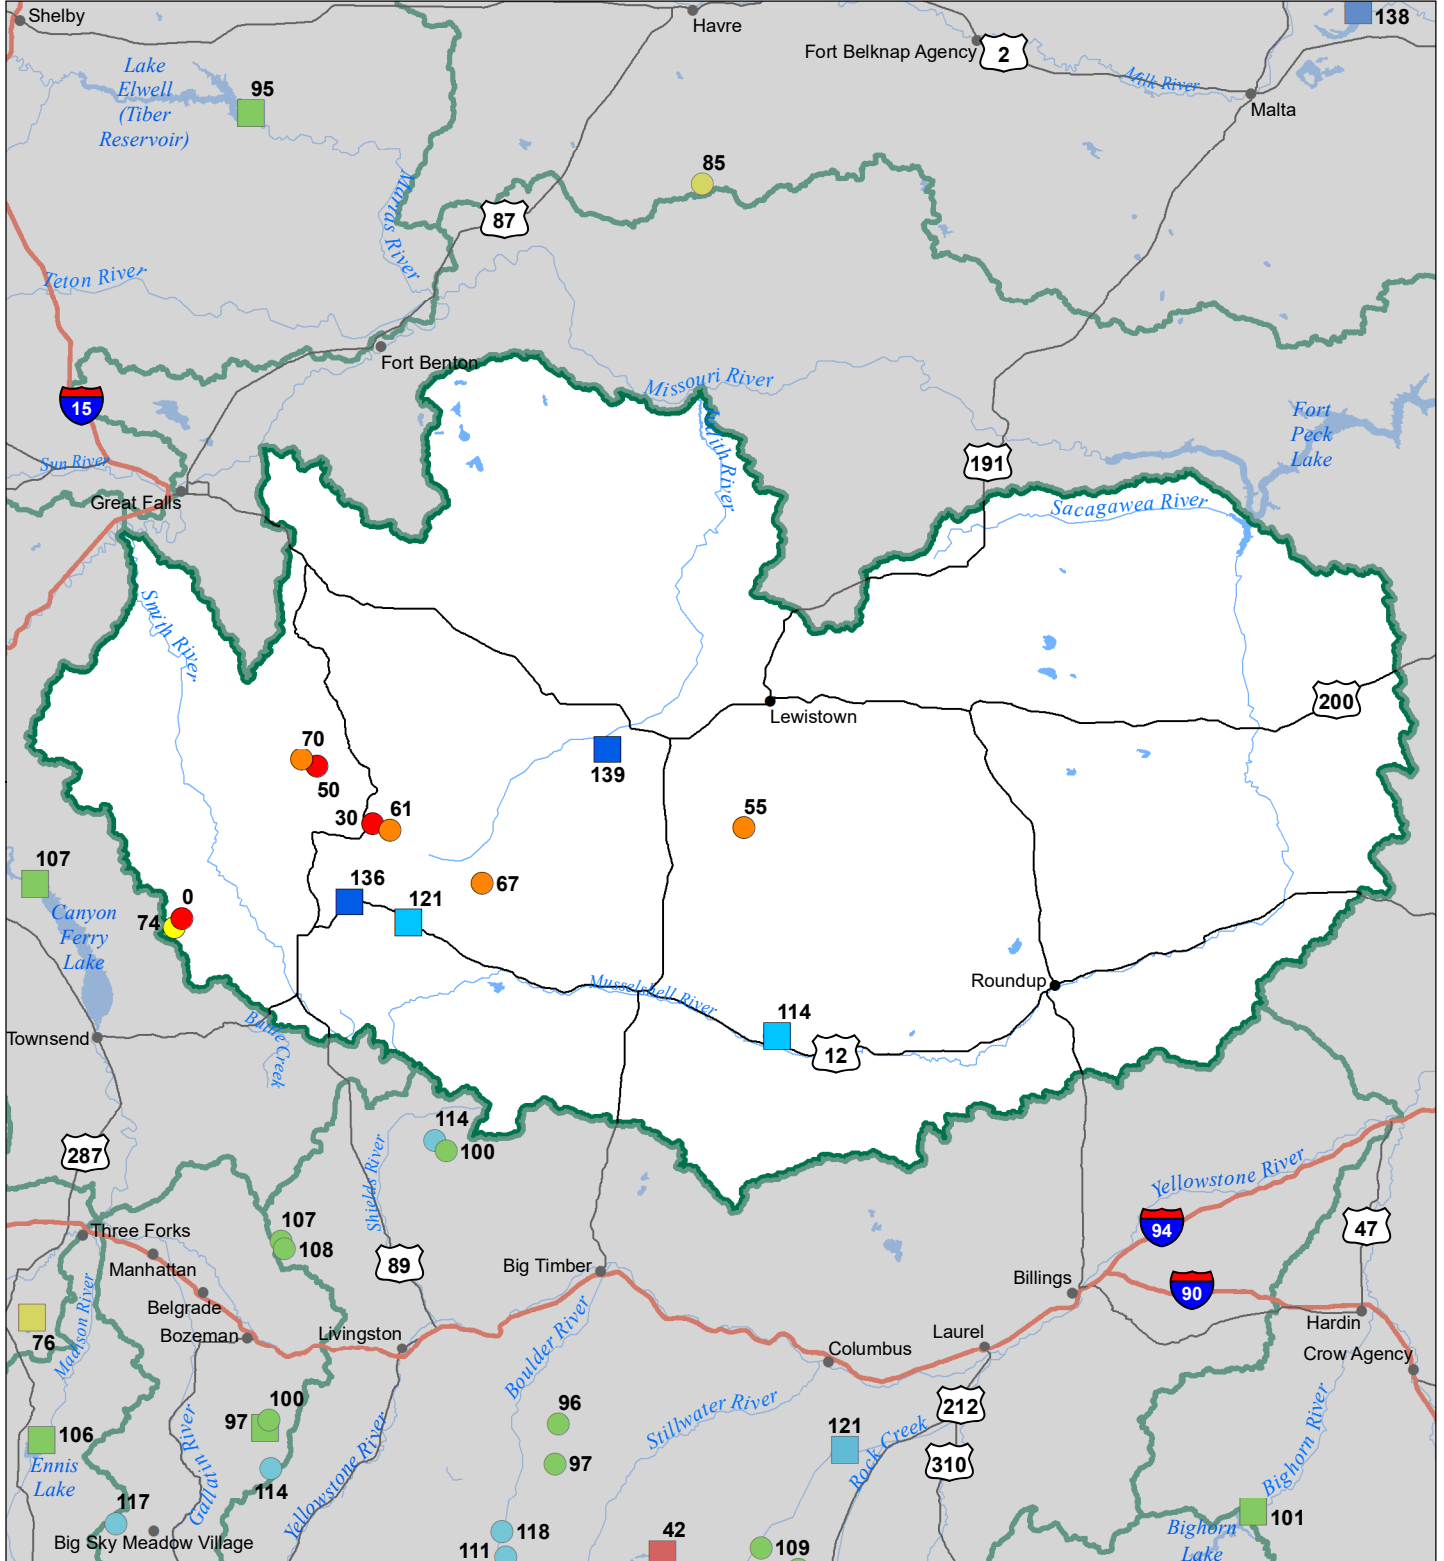 Shelby
Havre
Fort Belknap Agency
2
138
Lake
Elwell
(Tiber
Reservoir)
95
Milk River
Malta
85
Marias River
87
Teton River
Fort Benton
Missouri River
15
Judith River
Fort
Peck
Lake
Sun River
191
Great Falls
Sacagawea River
Smith River
200
Lewistown
70
50
139
30
61
55
107
136
121
67
0
74
Canyon
Ferry
Lake
Roundup
Musselshell River
114
12
Battle Creek
Townsend
114
100
287
Shields River
Yellowstone River
107
108
Three Forks
94
47
Manhattan
89
Big Timber
Billings
90
Belgrade
76
Madison River
Bozeman
Livingston
Boulder River
Laurel
Hardin
Columbus
Crow Agency
100
97
96
Stillwater River
212
121
Rock Creek
106
Ennis
Lake
Gallatin River
Yellowstone River
97
310
Bighorn River
114
117
Big Sky Meadow Village
118
111
42
109
101
Bighorn
Lake